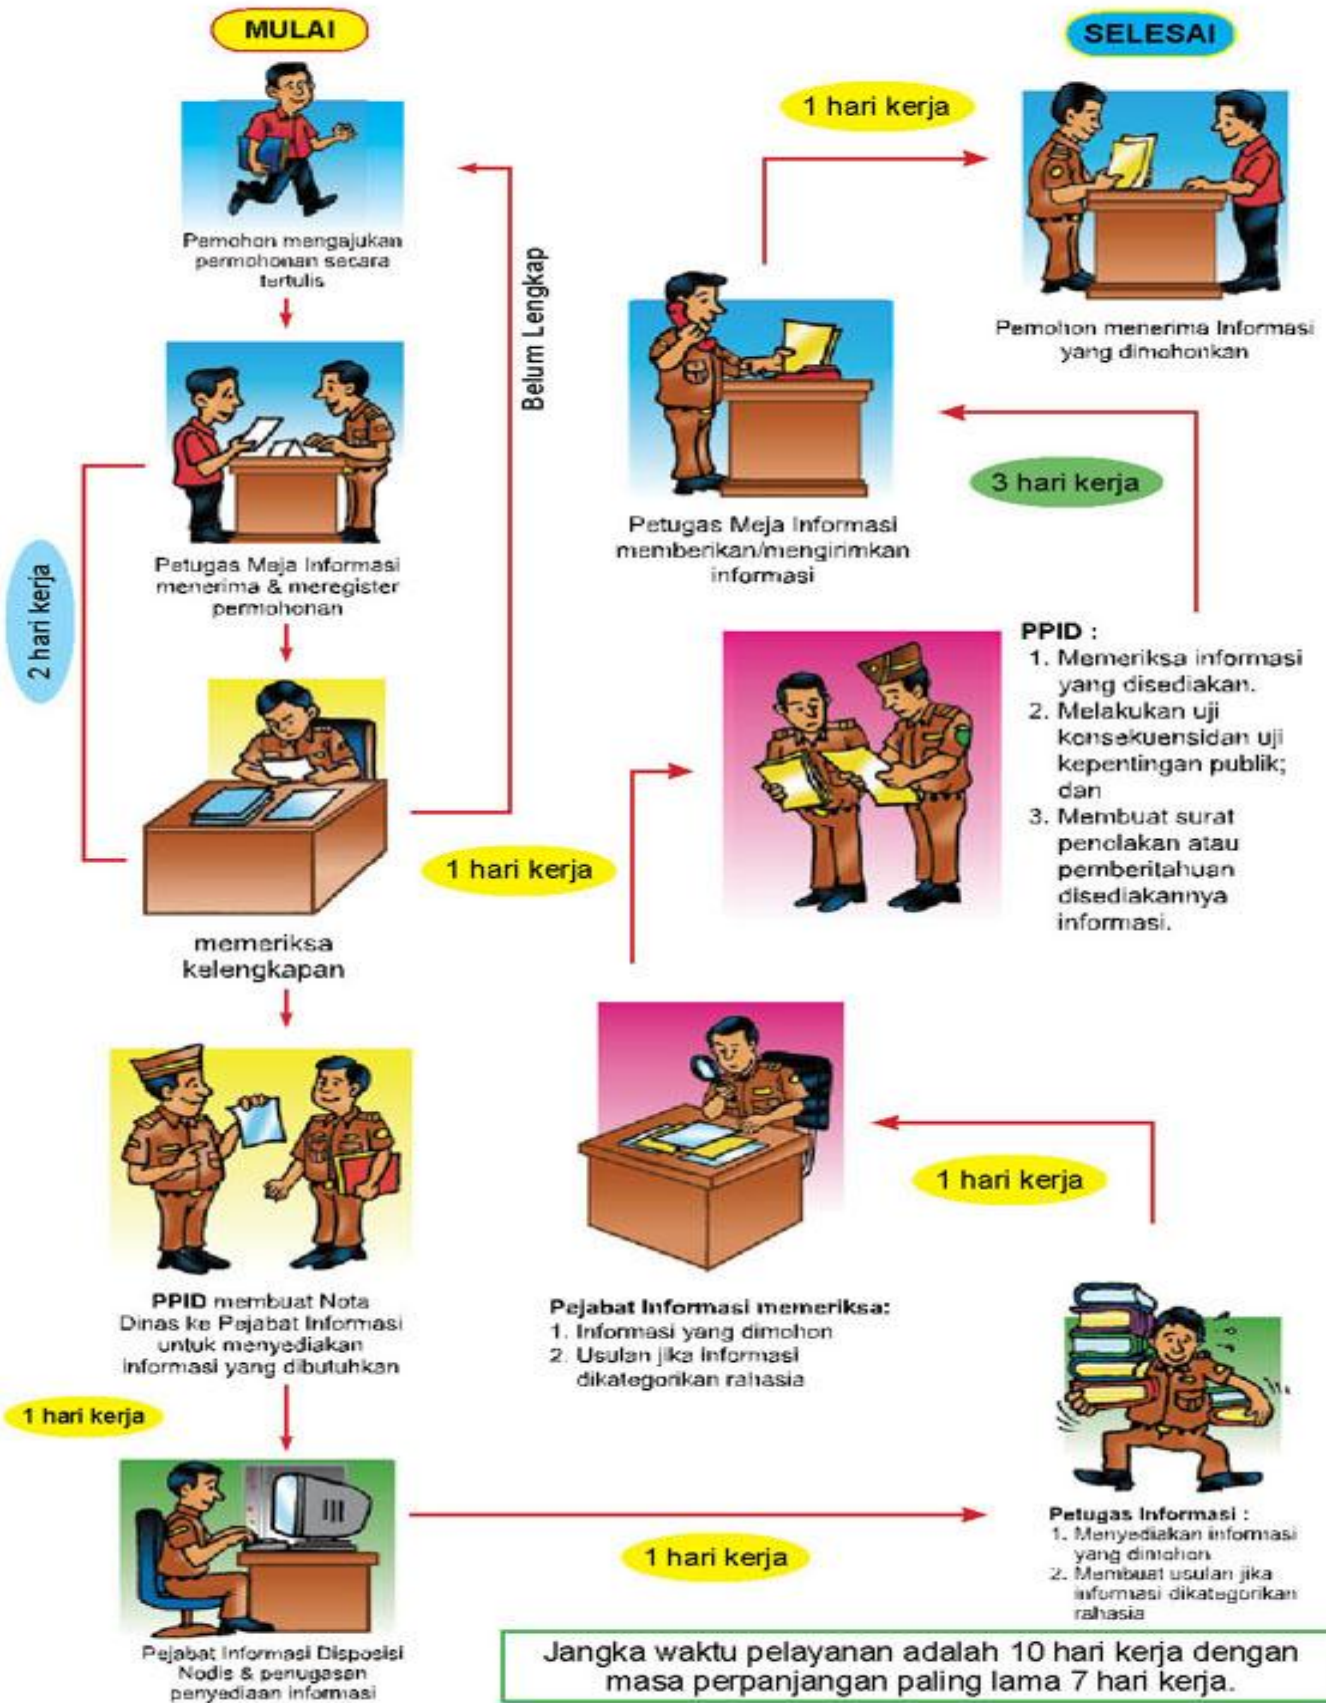 MULAI
Pemohon mengajukan
permohonan secara
tertulis
Petugas Meja Informasi
menerima & meregister
permohonan
2 hari kerja
memeriksa
kelengkapan
Belum Lengkap
PPID membuat Nota
Dinas ke Pejabat Informasi
untuk menyediakan
informasi yang dibutuhkan
1 hari kerja
Pejabat Informasi Disposisi
Nodis & penugasan
penyediaan informasi
1 hari kerja
Petugas Informasi :
1. Menyediakan informasi
yang dimohon
2. Membuat usulan jika
informasi dikategorikan
rahasia
1 hari kerja
Pejabat Informasi memeriksa:
1. Informasi yang dimohon
2. Usulan jika informasi
dikategorikan rahasia
1 hari kerja
PPID :
1. Memeriksa informasi
yang disediakan.
2. Melakukan uji
konsekuensidan uji
kepentingan publik;
dan
3. Membuat surat
penolakan atau
pemberitahuan
disediakannya
informasi.
3 hari kerja
Petugas Meja Informasi
memberikan/mengirimkan
informasi
1 hari kerja
SELESAI
Pemohon menerima Informasi
yang dimohonkan
Jangka waktu pelayanan adalah 10 hari kerja dengan
masa perpanjangan paling lama 7 hari kerja.